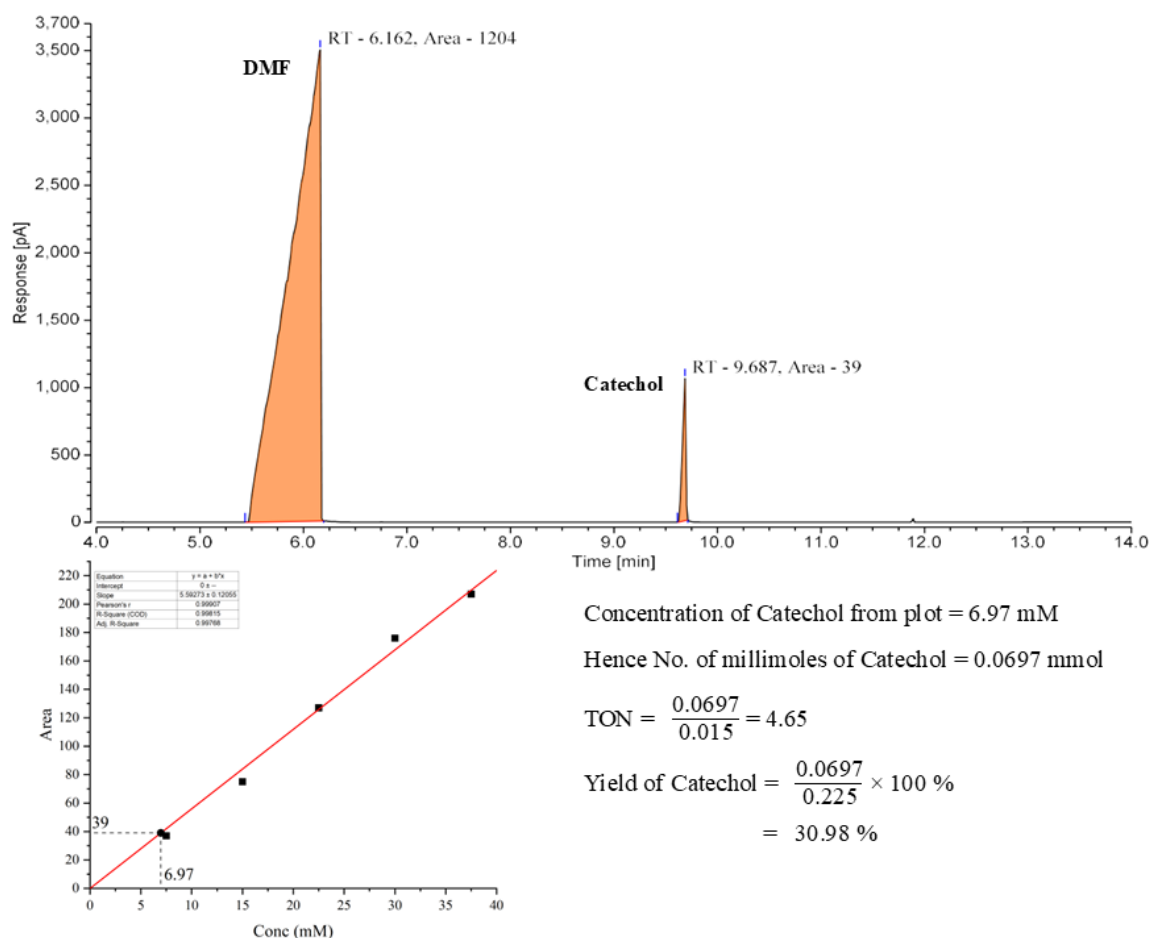 3,700
3,500
3,000
2,500
2,000
1,500
1,000
500
0
Response [pA]
DMF
RT - 6.162, Area - 1204
Catechol
RT - 9.687, Area - 39
4.0 5.0 6.0 7.0 8.0 9.0 10.0 11.0 12.0 13.0 14.0
Time [min]
Equation y = a + b*x
Intercept 0 ± --
Slope 5.59273 ± 0.12055
Pearson's r 0.99907
R-Square (COD) 0.99815
Adj. R-Square 0.99768
220
200
180
160
140
120
100
80
60
40
20
0
Area
39
6.97
0 5 10 15 20 25 30 35 40
Conc (mM)
Concentration of Catechol from plot = 6.97 mM
Hence No. of millimoles of Catechol = 0.0697 mmol
TON = 0.0697 / 0.015 = 4.65
Yield of Catechol = 0.0697 / 0.225 × 100 %
= 30.98 %